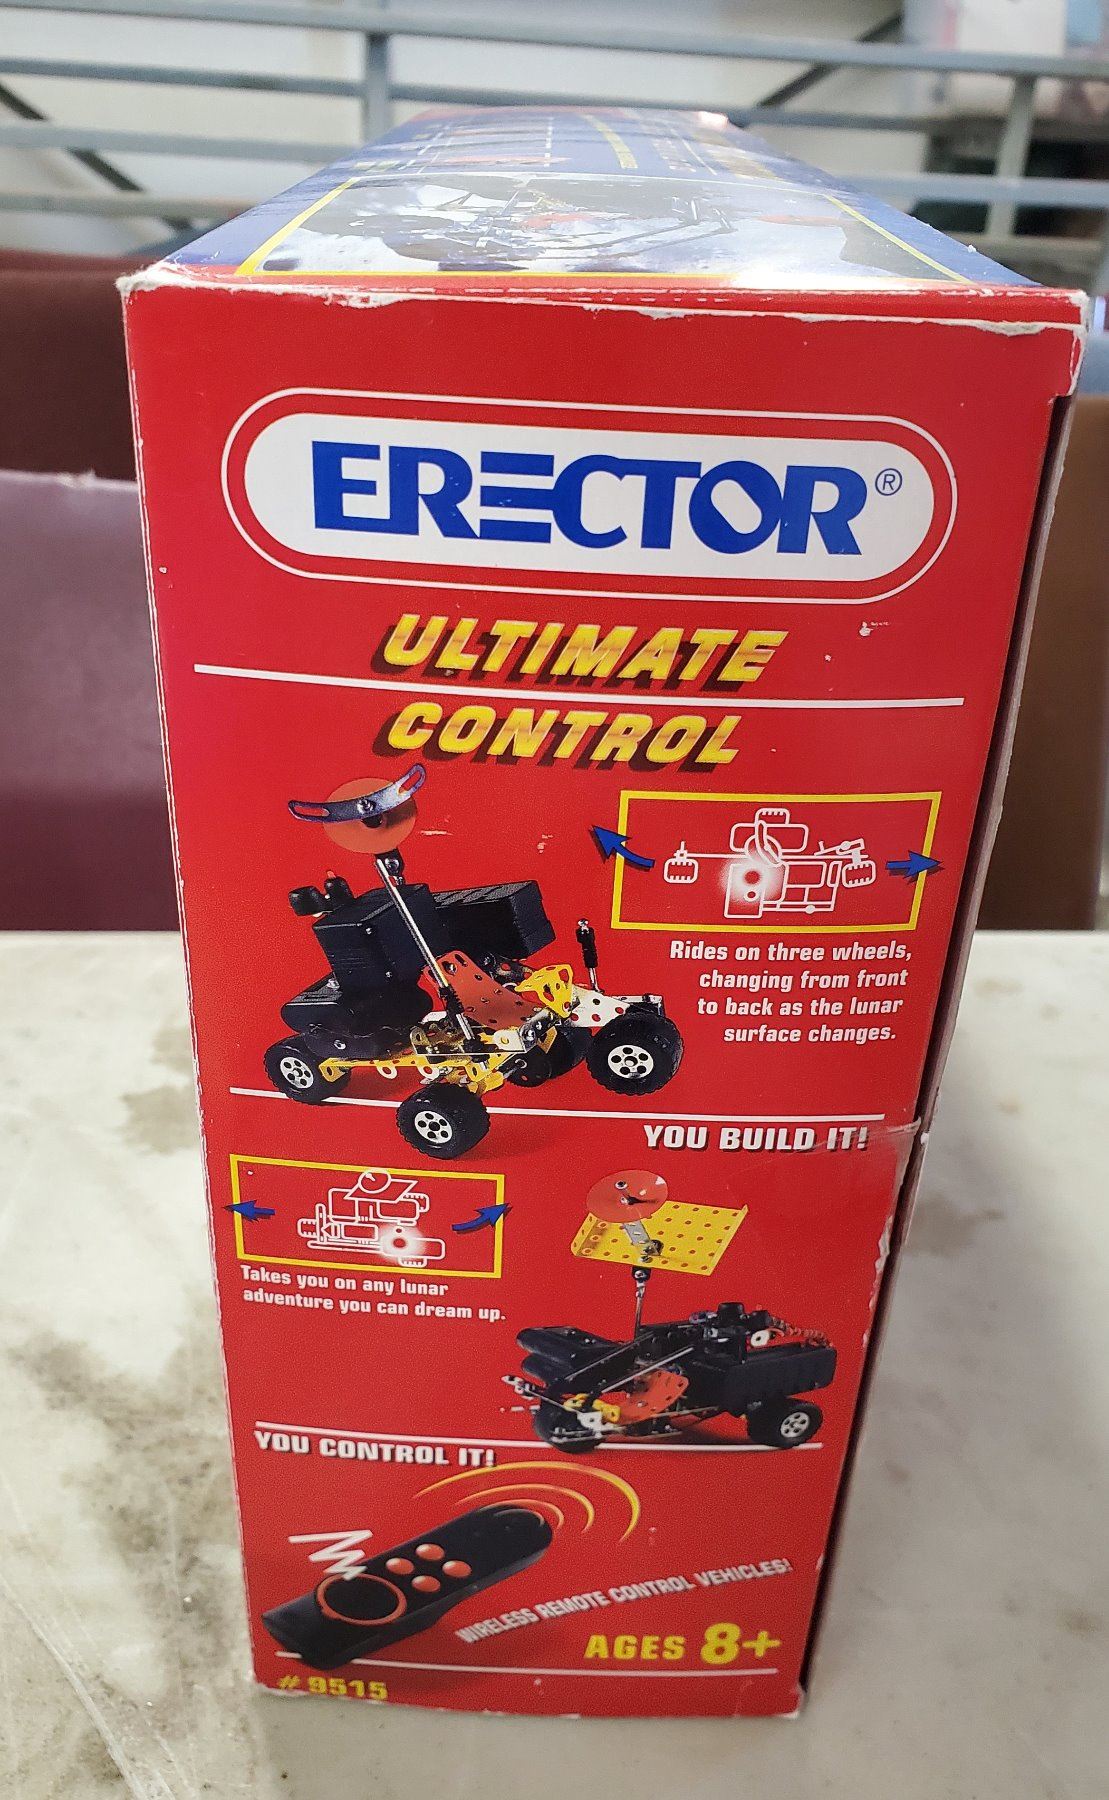 ERECTOR®
ULTIMATE
CONTROL
Rides on three wheels,
changing from front
to back as the lunar
surface changes.
YOU BUILD IT!
Takes you on any lunar
adventure you can dream up.
YOU CONTROL IT!
WIRELESS REMOTE CONTROL VEHICLES!
AGES 8+
# 9515